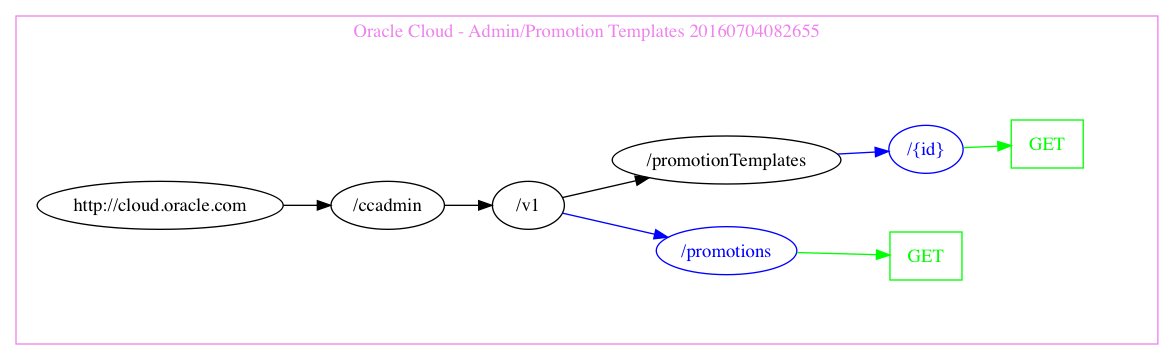 Oracle Cloud - Admin/Promotion Templates 20160704082655
http://cloud.oracle.com
/ccadmin
/v1
/promotionTemplates
/{id}
GET
/promotions
GET